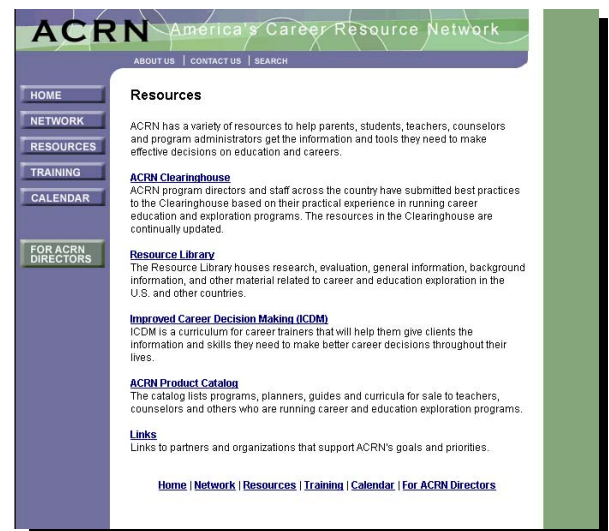 ACRN America's Career Resource Network
ABOUT US | CONTACT US | SEARCH
HOME
NETWORK
RESOURCES
TRAINING
CALENDAR
FOR ACRN
DIRECTORS
Resources
ACRN has a variety of resources to help parents, students, teachers, counselors
and program administrators get the information and tools they need to make
effective decisions on education and careers.
ACRN Clearinghouse
ACRN program directors and staff across the country have submitted best practices
to the Clearinghouse based on their practical experience in running career
education and exploration programs. The resources in the Clearinghouse are
continually updated.
Resource Library
The Resource Library houses research, evaluation, general information, background
information, and other material related to career and education exploration in the
U.S. and other countries.
Improved Career Decision Making (ICDM)
ICDM is a curriculum for career trainers that will help them give clients the
information and skills they need to make better career decisions throughout their
lives.
ACRN Product Catalog
The catalog lists programs, planners, guides and curricula for sale to teachers,
counselors and others who are running career and education exploration programs.
Links
Links to partners and organizations that support ACRN's goals and priorities.
Home | Network | Resources | Training | Calendar | For ACRN Directors